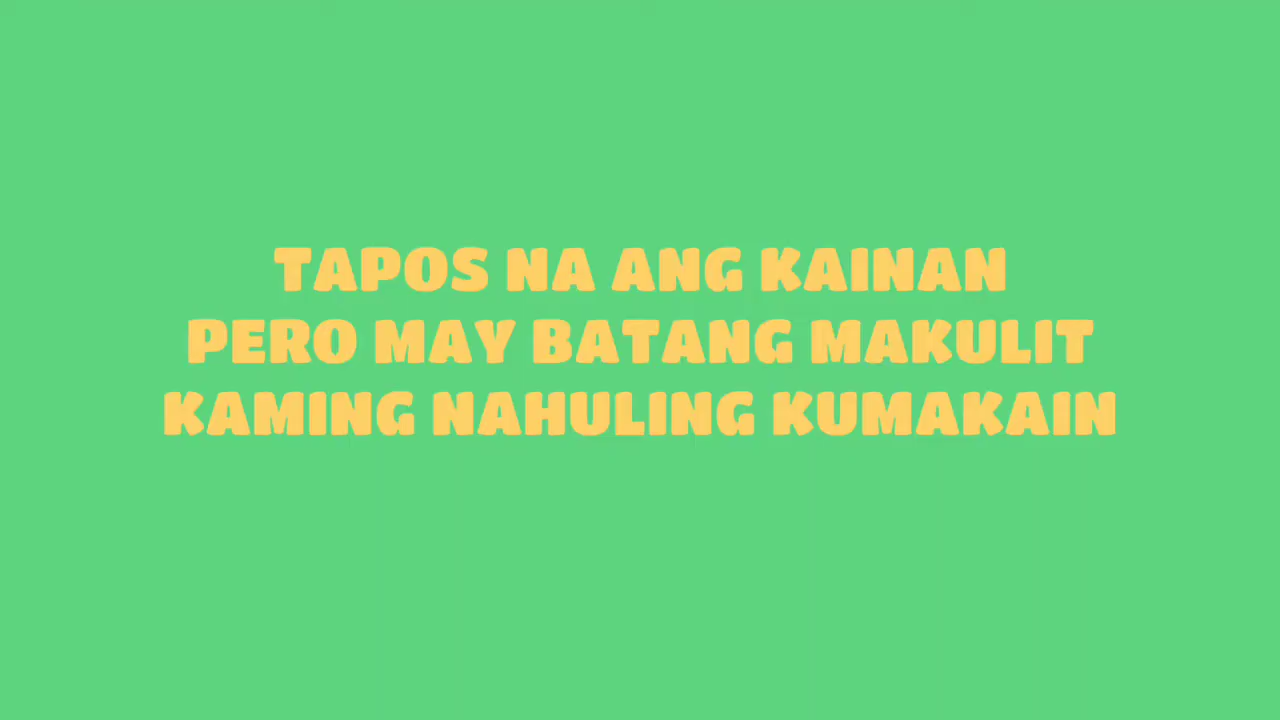 TAPOS NA ANG KAINAN
PERO MAY BATANG MAKULIT
KAMING NAHULING KUMAKAIN